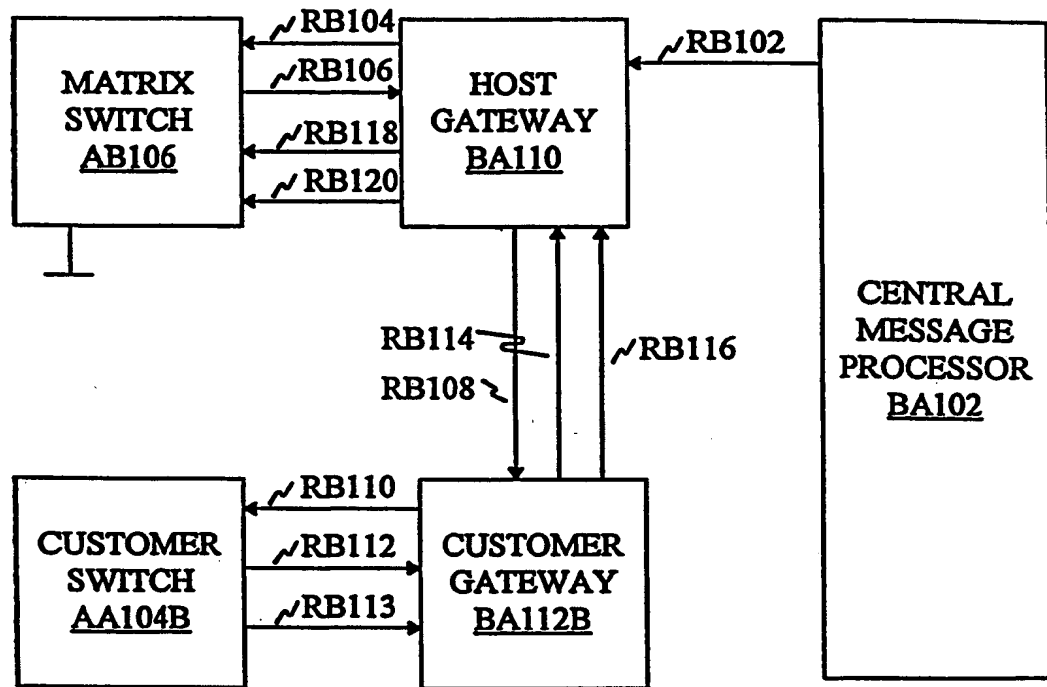 RB104
RB102
MATRIX
SWITCH
AB106
RB106
RB118
RB120
HOST
GATEWAY
BA110
CENTRAL
MESSAGE
PROCESSOR
BA102
RB114
RB108
RB116
CUSTOMER
SWITCH
AA104B
RB110
RB112
RB113
CUSTOMER
GATEWAY
BA112B